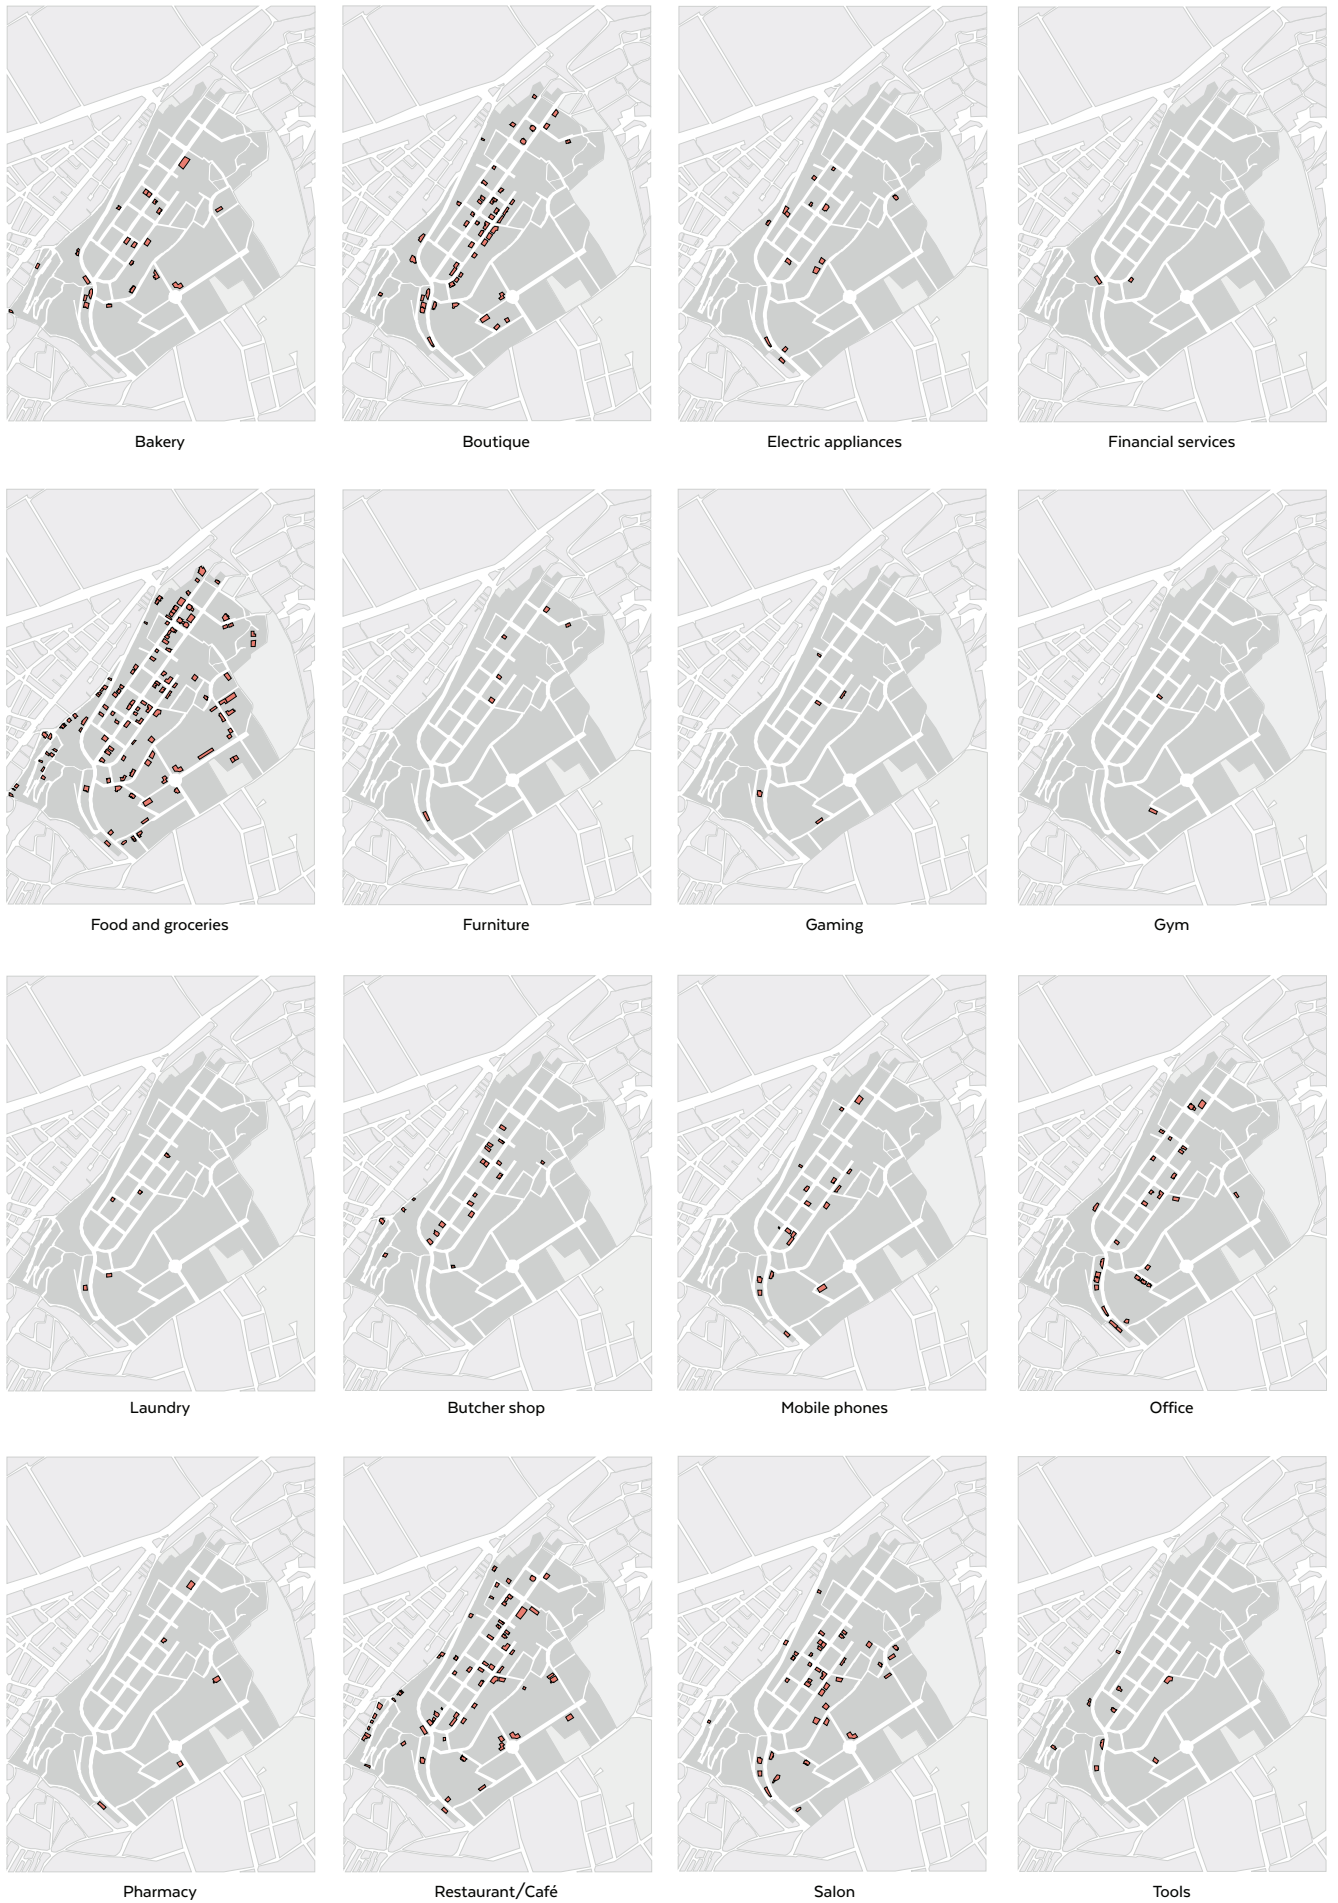 Bakery
Boutique
Electric appliances
Financial services
Food and groceries
Furniture
Gaming
Gym
Laundry
Butcher shop
Mobile phones
Office
Pharmacy
Restaurant/Café
Salon
Tools